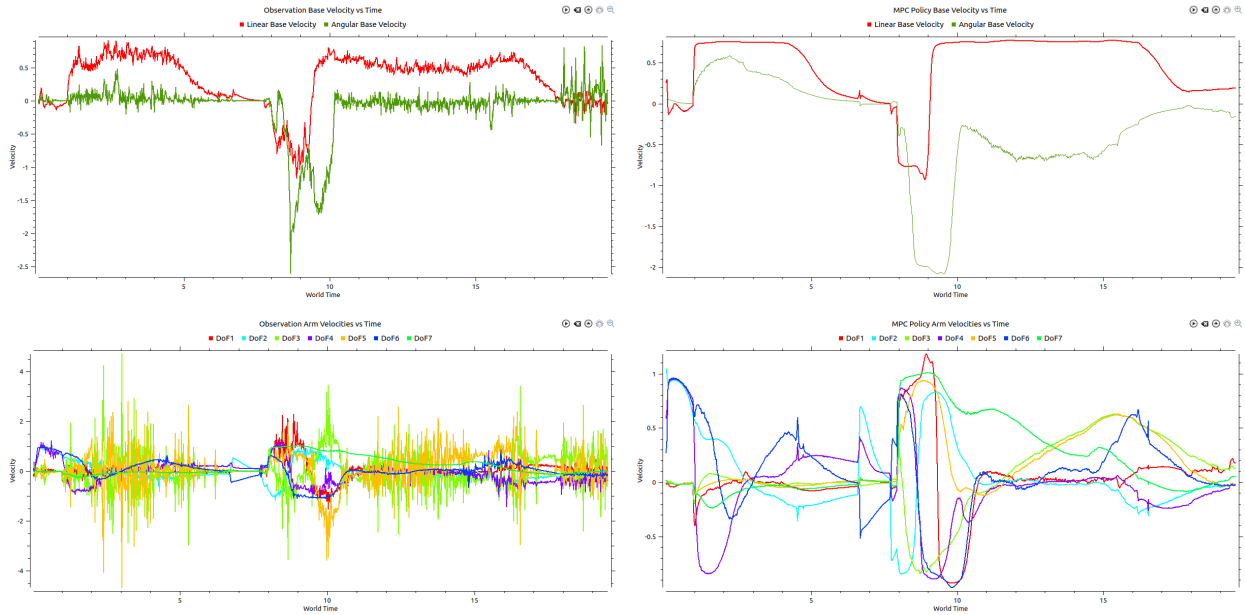 Observation Base Velocity vs Time
Linear Base Velocity Angular Base Velocity
0.5
0
-0.5
-1
-1.5
-2
-2.5
Velocity
5 10 15
World Time
MPC Policy Base Velocity vs Time
Linear Base Velocity Angular Base Velocity
0.5
0
-0.5
-1
-1.5
-2
Velocity
5 10 15
World Time
Observation Arm Velocities vs Time
DoF1 DoF2 DoF3 DoF4 DoF5 DoF6 DoF7
4
2
0
-2
-4
Velocity
5 10 15
World Time
MPC Policy Arm Velocities vs Time
DoF1 DoF2 DoF3 DoF4 DoF5 DoF6 DoF7
1
0.5
0
-0.5
Velocity
5 10 15
World Time